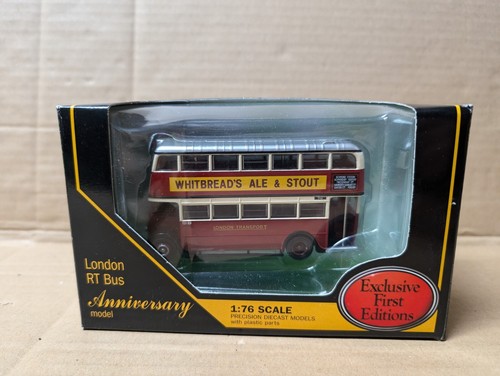 WHITBREAD'S ALE & STOUT
LONDON TRANSPORT
London
RT Bus
Anniversary
model
1:76 SCALE
PRECISION DIECAST MODELS
with plastic parts
Exclusive
First
Editions